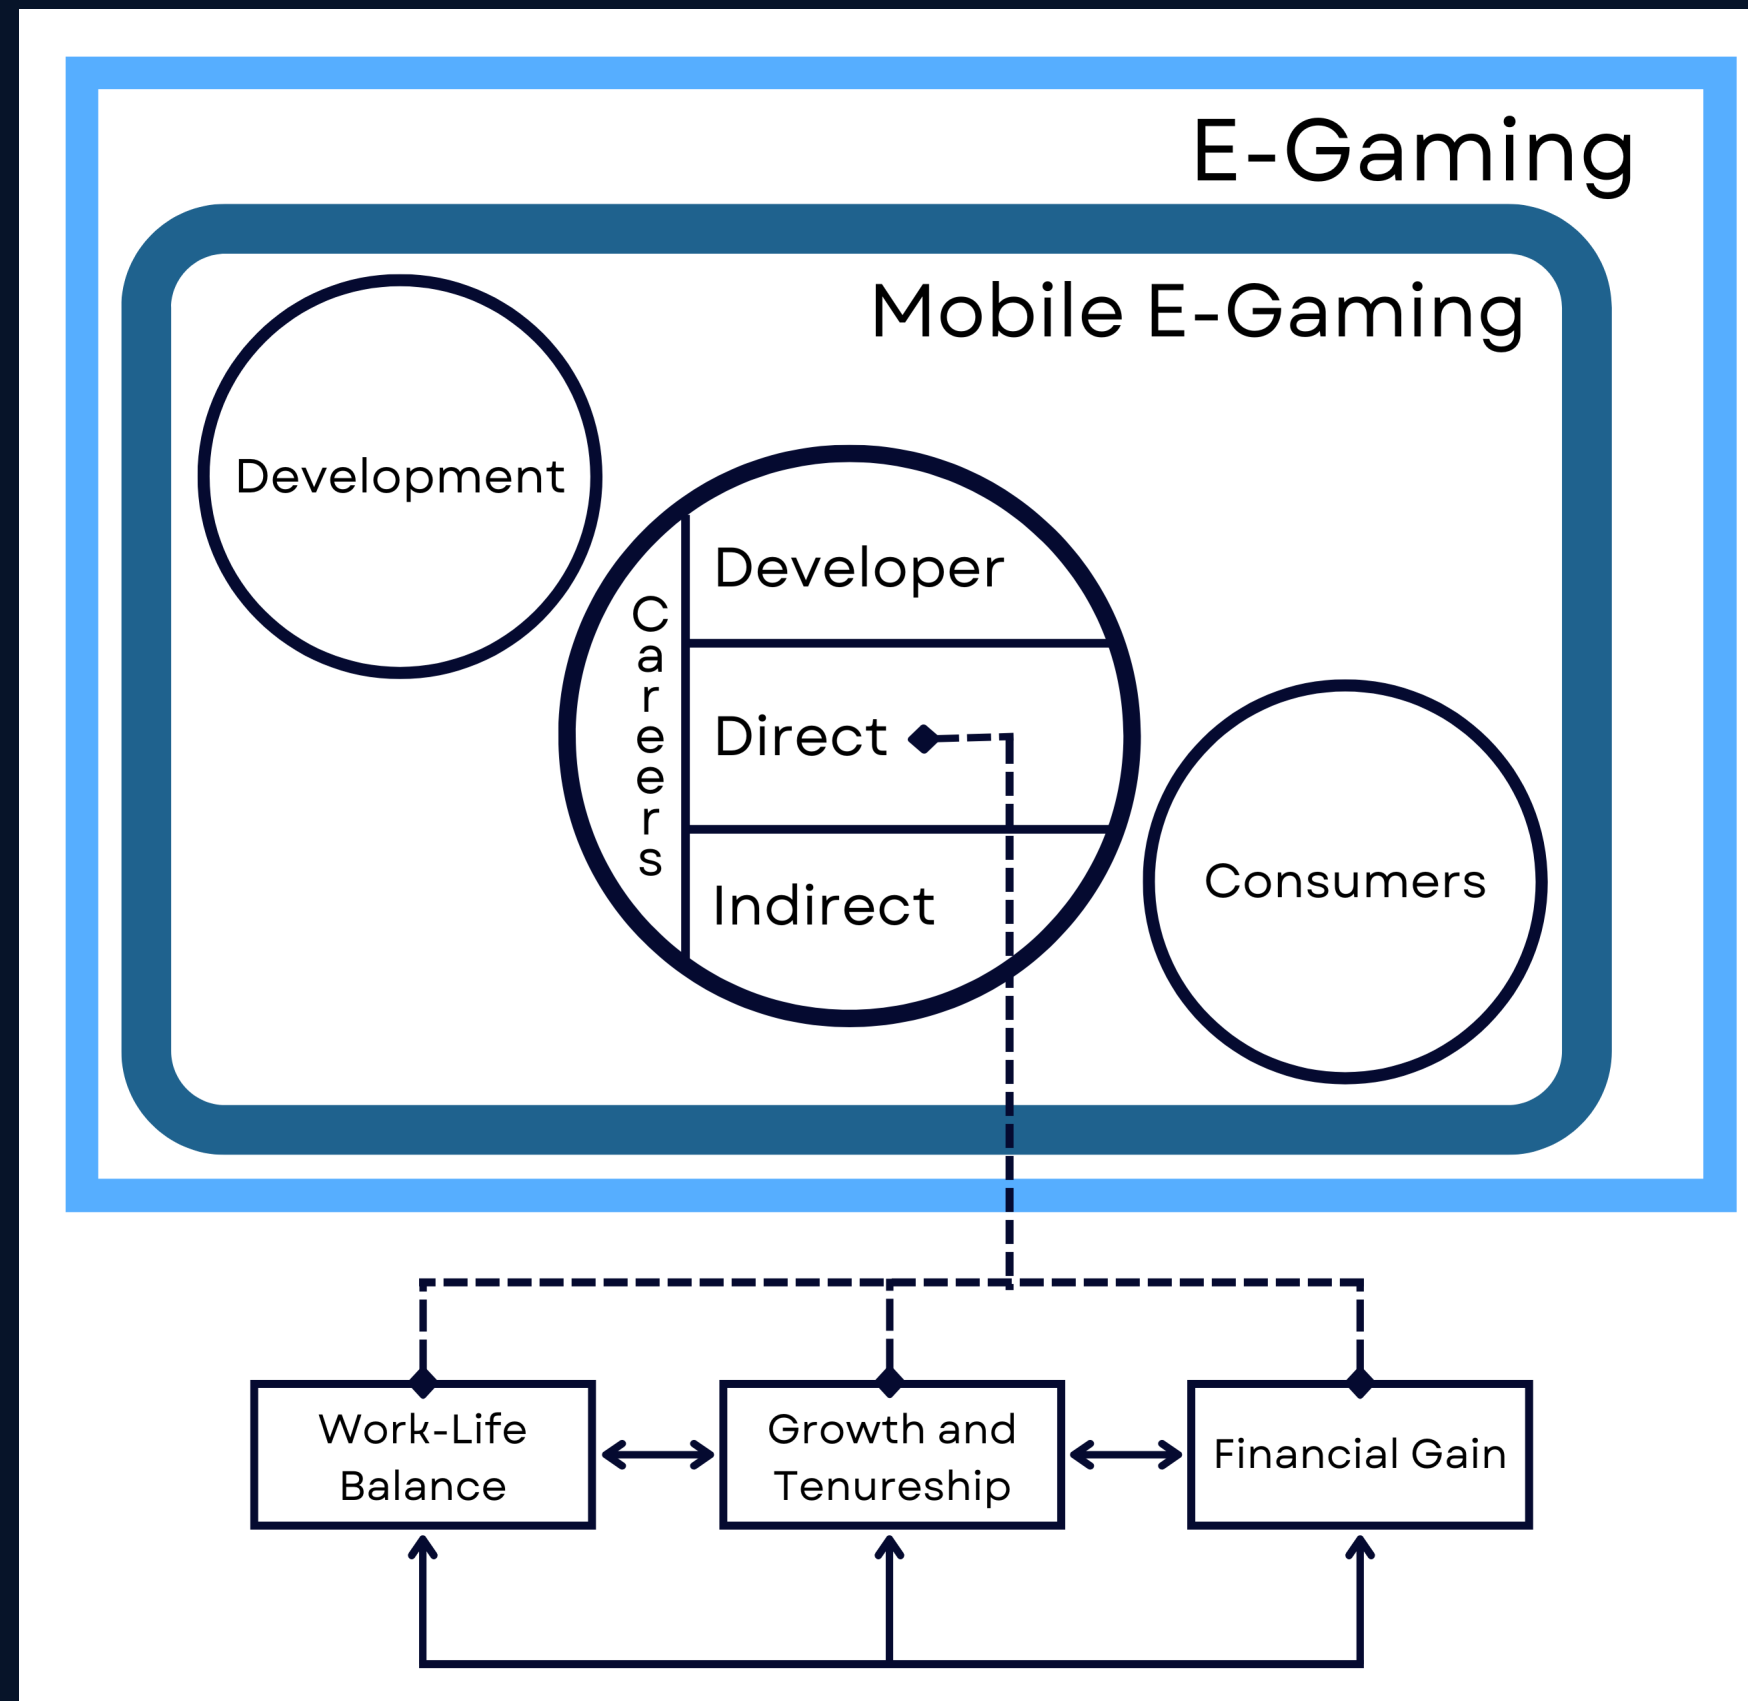 E-Gaming
Mobile E-Gaming
Development
Careers
Developer
Direct
Indirect
Consumers
Work-Life
Balance
Growth and
Tenureship
Financial Gain